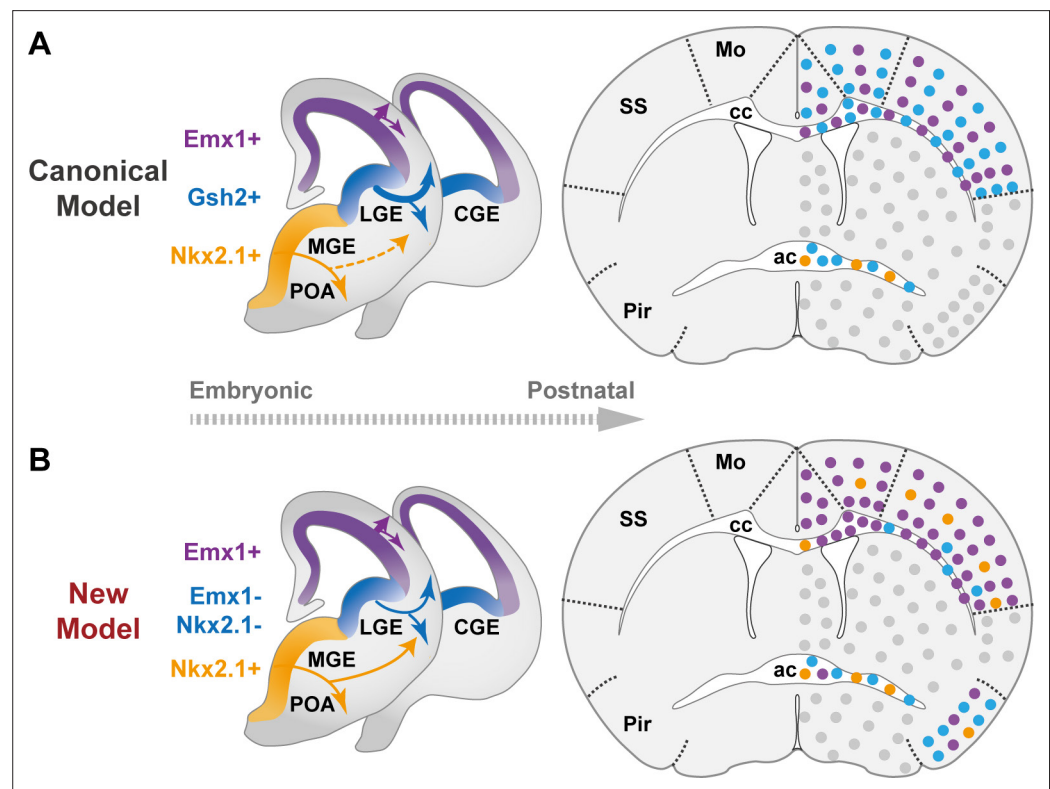 A
Emx1+
Canonical
Model
Gsh2+
Nkx2.1+
LGE
CGE
MGE
POA
Mo
SS
cc
ac
Pir
Embryonic
Postnatal
B
Emx1+
New
Model
Emx1-
Nkx2.1-
Nkx2.1+
LGE
CGE
MGE
POA
Mo
SS
cc
ac
Pir